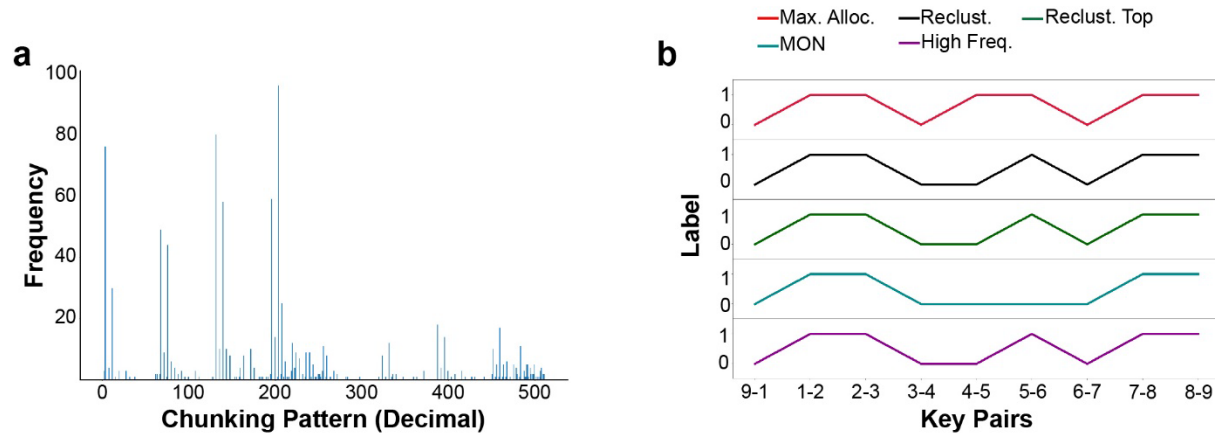 a
100
80
60
40
20
Frequency
0 100 200 300 400 500
Chunking Pattern (Decimal)
b
Max. Alloc. Reclust. Reclust. Top
MON High Freq.
Label
1
0
1
0
1
0
1
0
1
0
9-1 1-2 2-3 3-4 4-5 5-6 6-7 7-8 8-9
Key Pairs